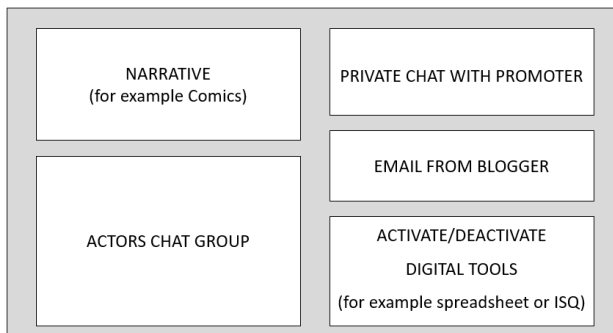 NARRATIVE
(for example Comics)
ACTORS CHAT GROUP
PRIVATE CHAT WITH PROMOTER
EMAIL FROM BLOGGER
ACTIVATE/DEACTIVATE
DIGITAL TOOLS
(for example spreadsheet or ISQ)